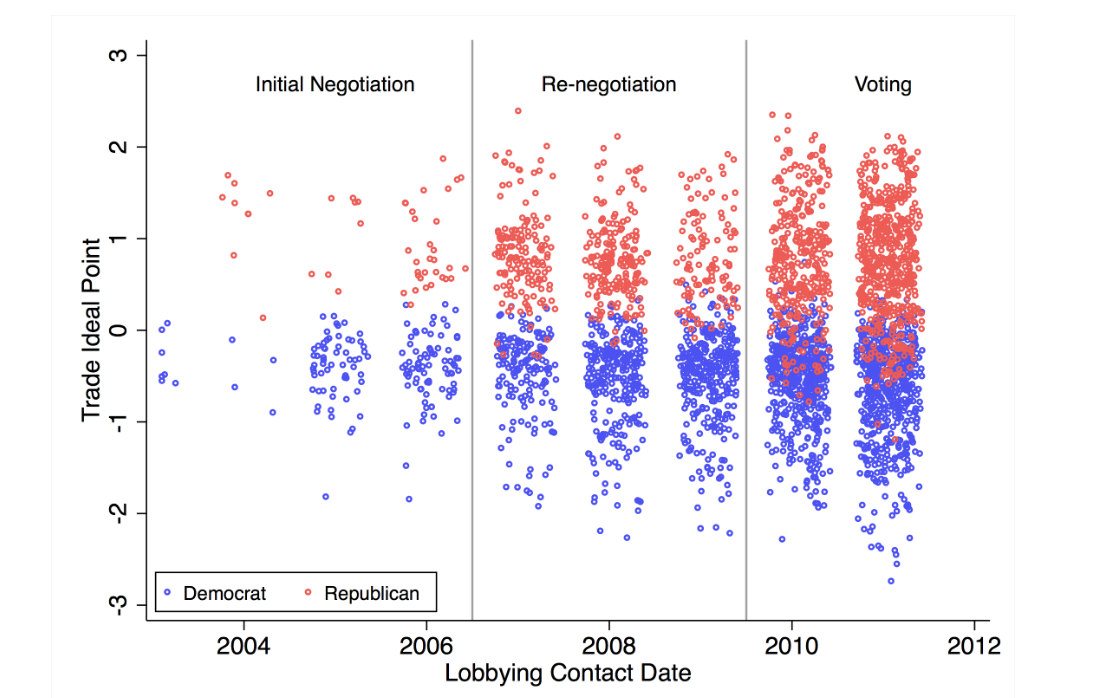 Initial Negotiation
Re-negotiation
Voting
3
2
1
0
-1
-2
-3
Trade Ideal Point
Democrat
Republican
2004
2006
2008
2010
2012
Lobbying Contact Date